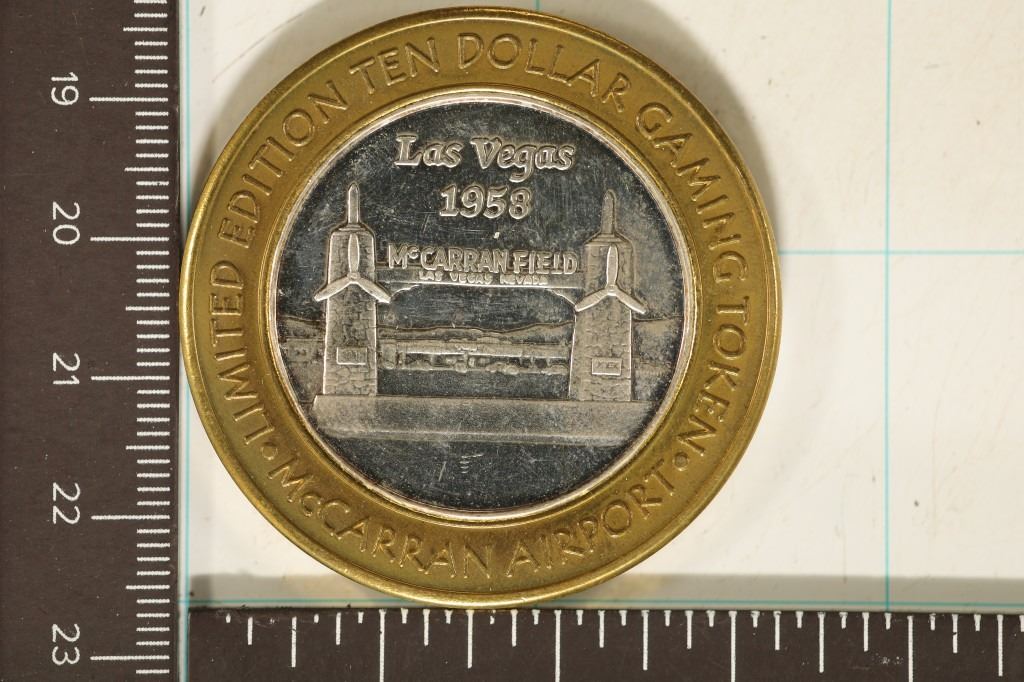 LIMITED EDITION TEN DOLLAR GAMING TOKEN
• McCARRAN AIRPORT •
Las Vegas
1958
McCARRAN FIELD
LAS VEGAS NEVADA
19
20
21
22
23